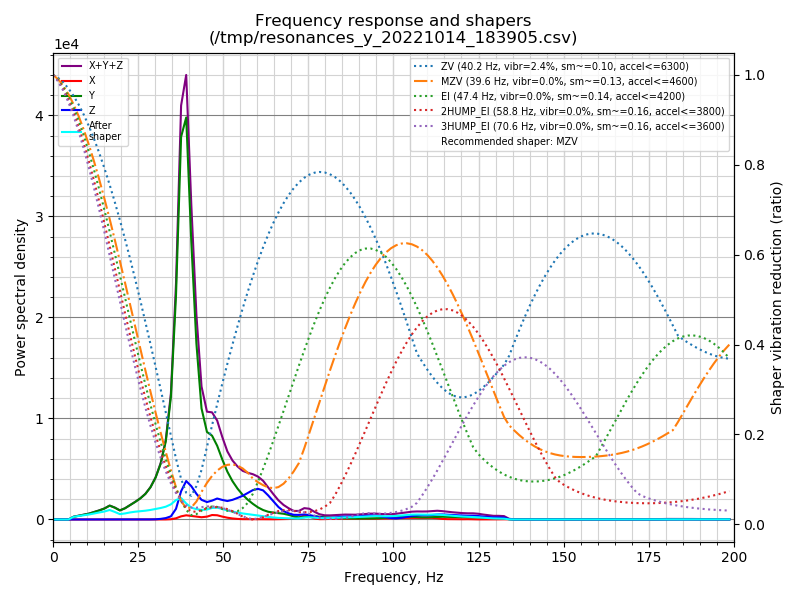 Frequency response and shapers
(/tmp/resonances_y_20221014_183905.csv)
1e4
X+Y+Z
X
Y
Z
After
shaper
ZV (40.2 Hz, vibr=2.4%, sm~=0.10, accel<=6300)
MZV (39.6 Hz, vibr=0.0%, sm~=0.13, accel<=4600)
EI (47.4 Hz, vibr=0.0%, sm~=0.14, accel<=4200)
2HUMP_EI (58.8 Hz, vibr=0.0%, sm~=0.16, accel<=3800)
3HUMP_EI (70.6 Hz, vibr=0.0%, sm~=0.16, accel<=3600)
Recommended shaper: MZV
Power spectral density
4
3
2
1
0
1.0
0.8
0.6
0.4
0.2
0.0
Shaper vibration reduction (ratio)
0 25 50 75 100 125 150 175 200
Frequency, Hz